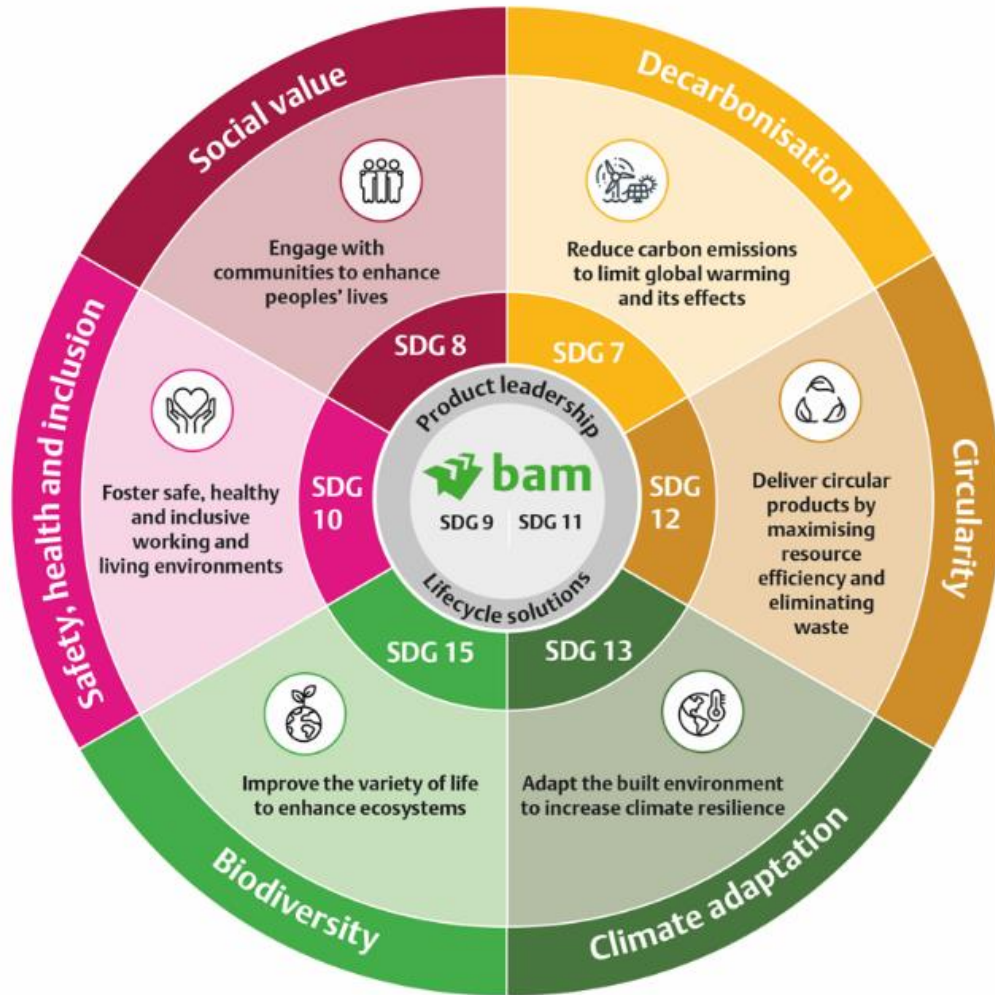 Social value
Engage with
communities to enhance
peoples' lives
SDG 8
Decarbonisation
Reduce carbon emissions
to limit global warming
and its effects
SDG 7
Circularity
Deliver circular
products by
maximising
resource
efficiency and
eliminating
waste
SDG
12
Climate adaptation
Adapt the built environment
to increase climate resilience
SDG 13
Biodiversity
Improve the variety of life
to enhance ecosystems
SDG 15
Safety, health and inclusion
Foster safe, healthy
and inclusive
working and
living environments
SDG
10
Product leadership
bam
SDG 9
SDG 11
Lifecycle solutions